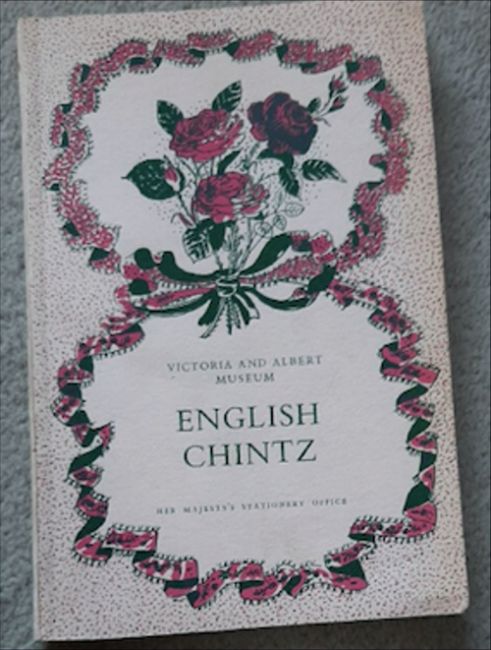 VICTORIA AND ALBERT
MUSEUM
ENGLISH
CHINTZ
HER MAJESTY'S STATIONERY OFFICE